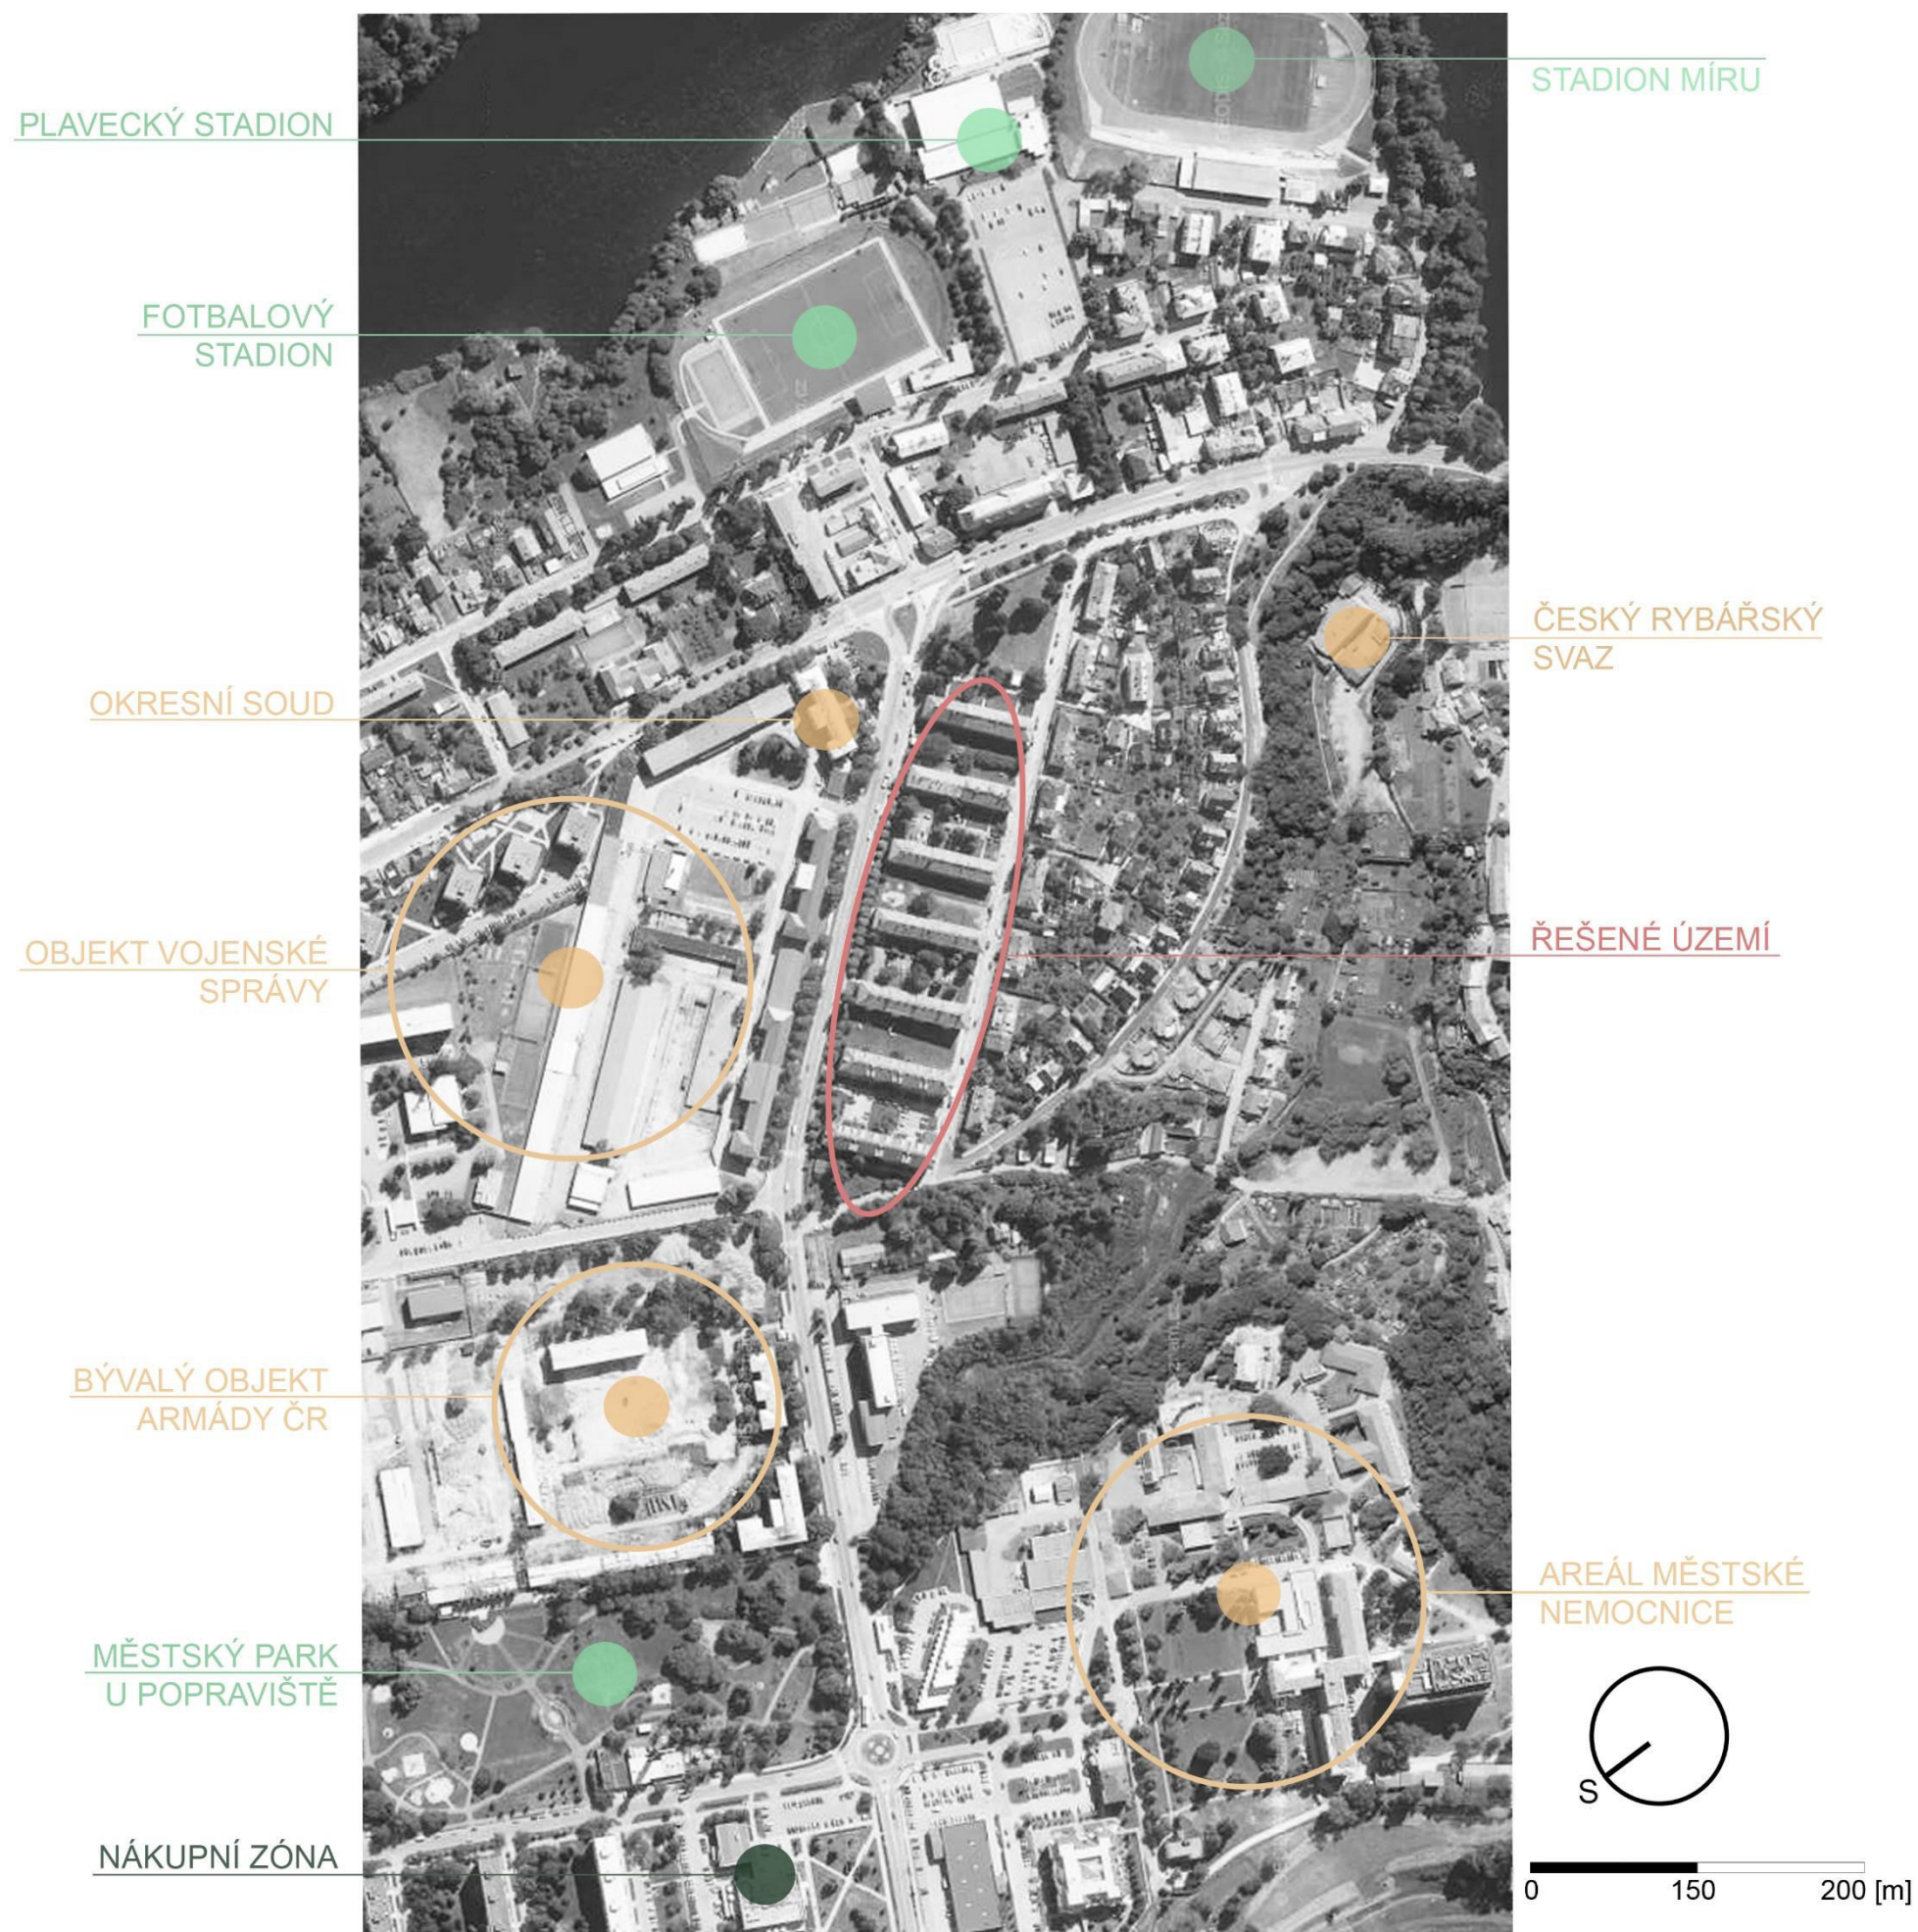 STADION MÍRU
PLAVECKÝ STADION
FOTBALOVÝ
STADION
ČESKÝ RYBÁŘSKÝ
SVAZ
OKRESNÍ SOUD
ŘEŠENÉ ÚZEMÍ
OBJEKT VOJENSKÉ
SPRÁVY
BÝVALÝ OBJEKT
ARMÁDY ČR
AREÁL MĚSTSKÉ
NEMOCNICE
MĚSTSKÝ PARK
U POPRAVIŠTĚ
S
NÁKUPNÍ ZÓNA
0 150 200 [m]